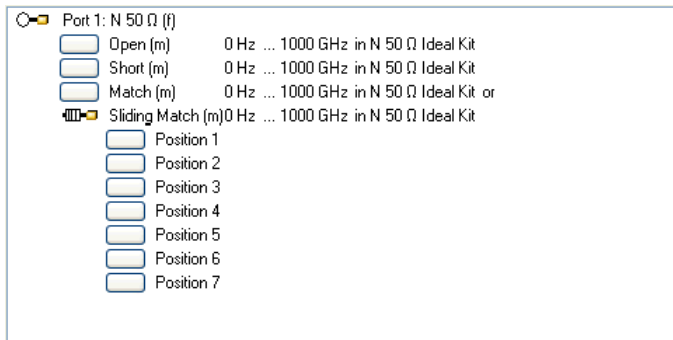 Port 1: N 50 Ω (f)
Open (m) 0 Hz ... 1000 GHz in N 50 Ω Ideal Kit
Short (m) 0 Hz ... 1000 GHz in N 50 Ω Ideal Kit
Match (m) 0 Hz ... 1000 GHz in N 50 Ω Ideal Kit or
Sliding Match (m) 0 Hz ... 1000 GHz in N 50 Ω Ideal Kit
Position 1
Position 2
Position 3
Position 4
Position 5
Position 6
Position 7